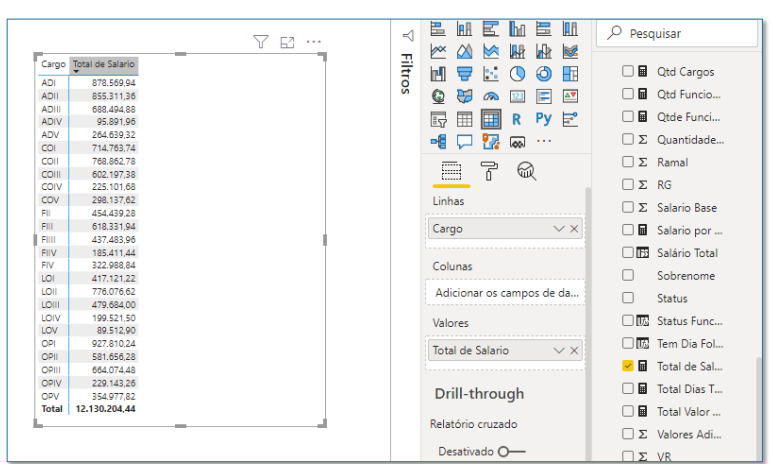 Cargo Total de Salario
ADI 878.569,94
ADII 855.311,36
ADIII 688.494,88
ADIV 95.891,96
ADV 264.639,32
COI 714.763,74
COII 768.862,78
COIII 602.197,38
COIV 225.101,68
COV 298.137,62
FII 454.439,28
FIII 618.331,94
FIIII 437.483,96
FIIV 185.411,44
FIV 322.988,84
LOI 417.121,22
LOII 776.076,62
LOIII 479.684,00
LOIV 199.521,50
LOV 89.512,90
OPI 927.810,24
OPII 581.656,28
OPIII 664.074,48
OPIV 229.143,26
OPV 354.977,82
Total 12.130.204,44
Filtros
123
R Py
...
Linhas
Cargo
Colunas
Adicionar os campos de da...
Valores
Total de Salario
Drill-through
Relatório cruzado
Desativado
Pesquisar
Qtd Cargos
Qtd Funcio...
Qtde Funci...
Σ Quantidade...
Σ Ramal
Σ RG
Σ Salario Base
Salario por ...
Salário Total
Sobrenome
Status
Status Func...
Tem Dia Fol...
Total de Sal...
Total Dias T...
Total Valor ...
Σ Valores Adi...
Σ VR